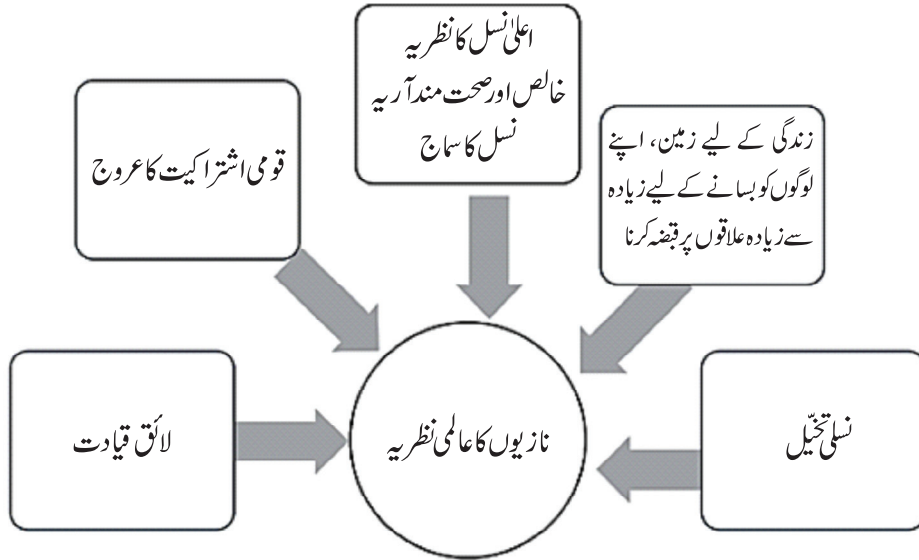 اعلیٰ نسل کا نظریہ
خالص اور صحت مند آریہ
نسل کا سماج
زندگی کے لیے زمین، اپنے
لوگوں کو بسانے کے لیے زیادہ
سے زیادہ علاقوں پر قبضہ کرنا
قومی اشتراکیت کا عروج
نسلی تخیّل
نازیوں کا عالمی نظریہ
لائق قیادت